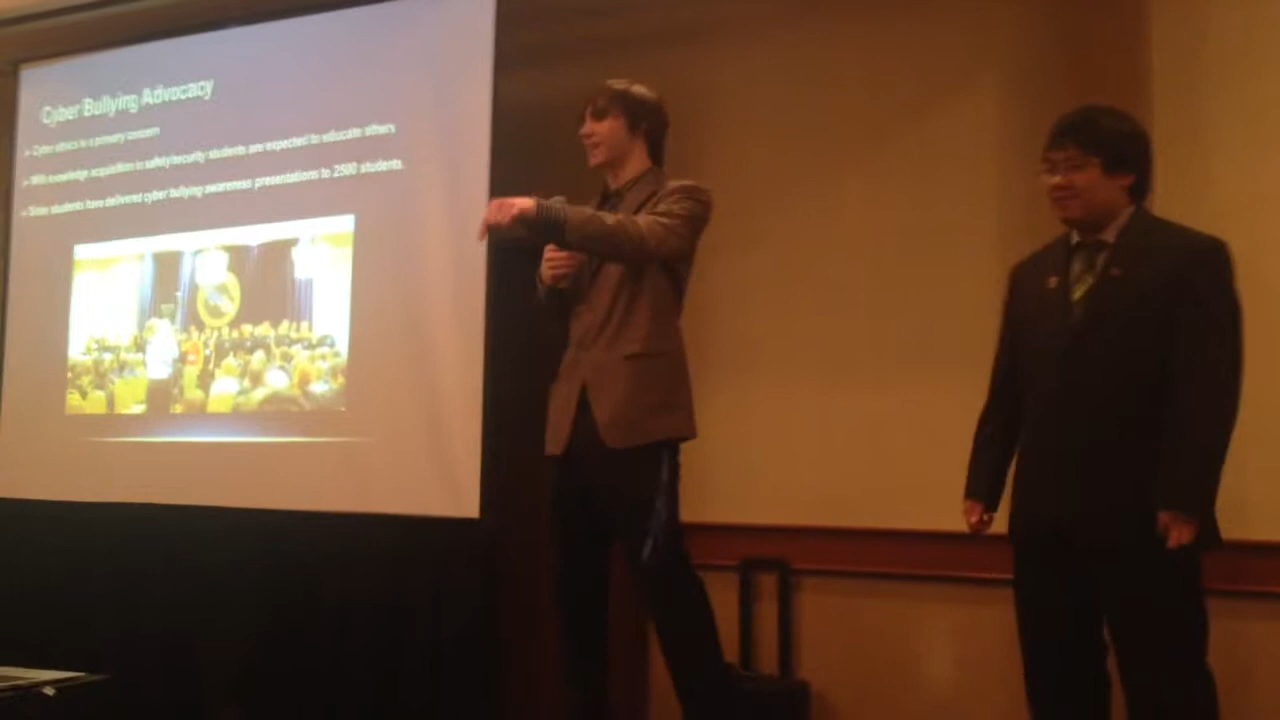 Cyber Bullying Advocacy
Cyber ethics is a primary concern
With knowledge acquisition in safety/security students are expected to educate others
students have delivered cyber bullying awareness presentations to 2500 students